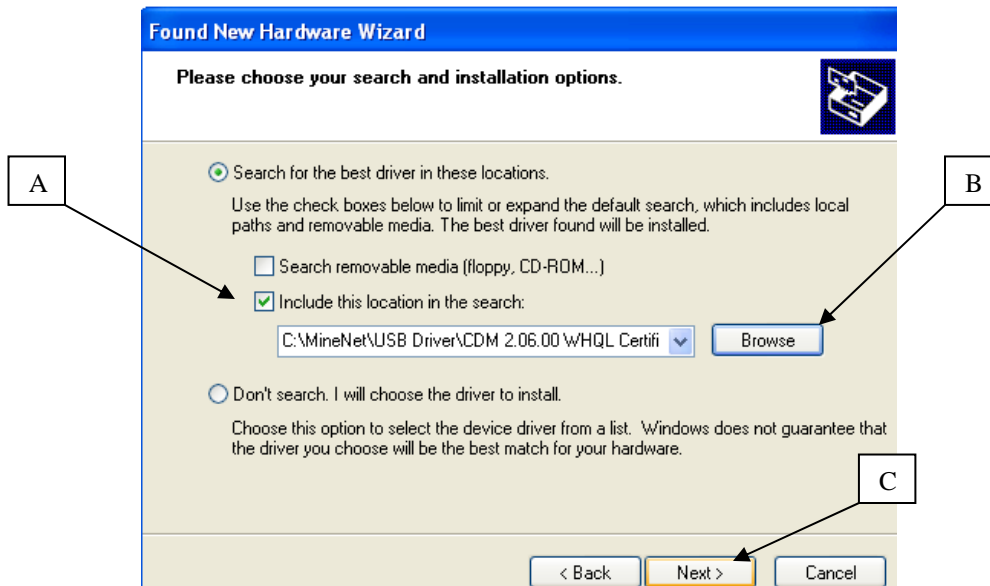 Found New Hardware Wizard
Please choose your search and installation options.
A
B
Search for the best driver in these locations.
Use the check boxes below to limit or expand the default search, which includes local
paths and removable media. The best driver found will be installed.
Search removable media (floppy, CD-ROM...)
Include this location in the search:
C:\MineNet\USB Driver\CDM 2.06.00 WHQL Certifi
Browse
Don't search. I will choose the driver to install.
Choose this option to select the device driver from a list. Windows does not guarantee that
the driver you choose will be the best match for your hardware.
C
< Back
Next >
Cancel